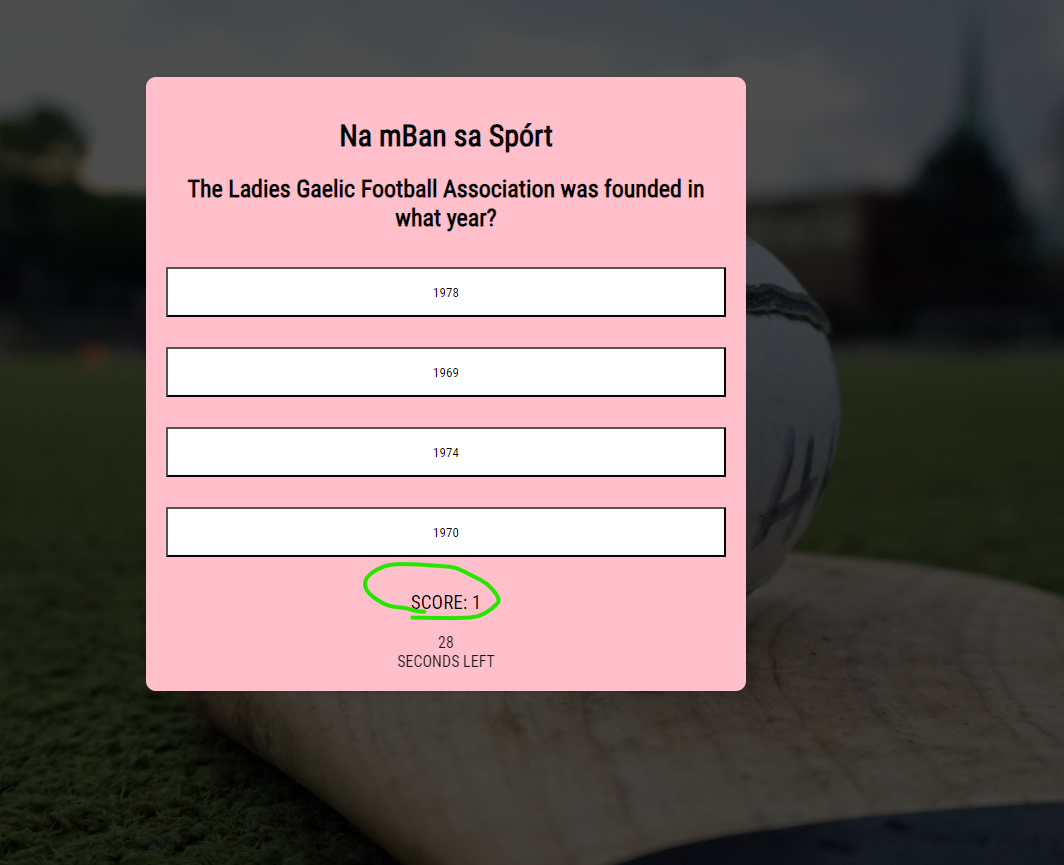 Na mBan sa Spórt
The Ladies Gaelic Football Association was founded in
what year?
1978
1969
1974
1970
SCORE: 1
28
SECONDS LEFT